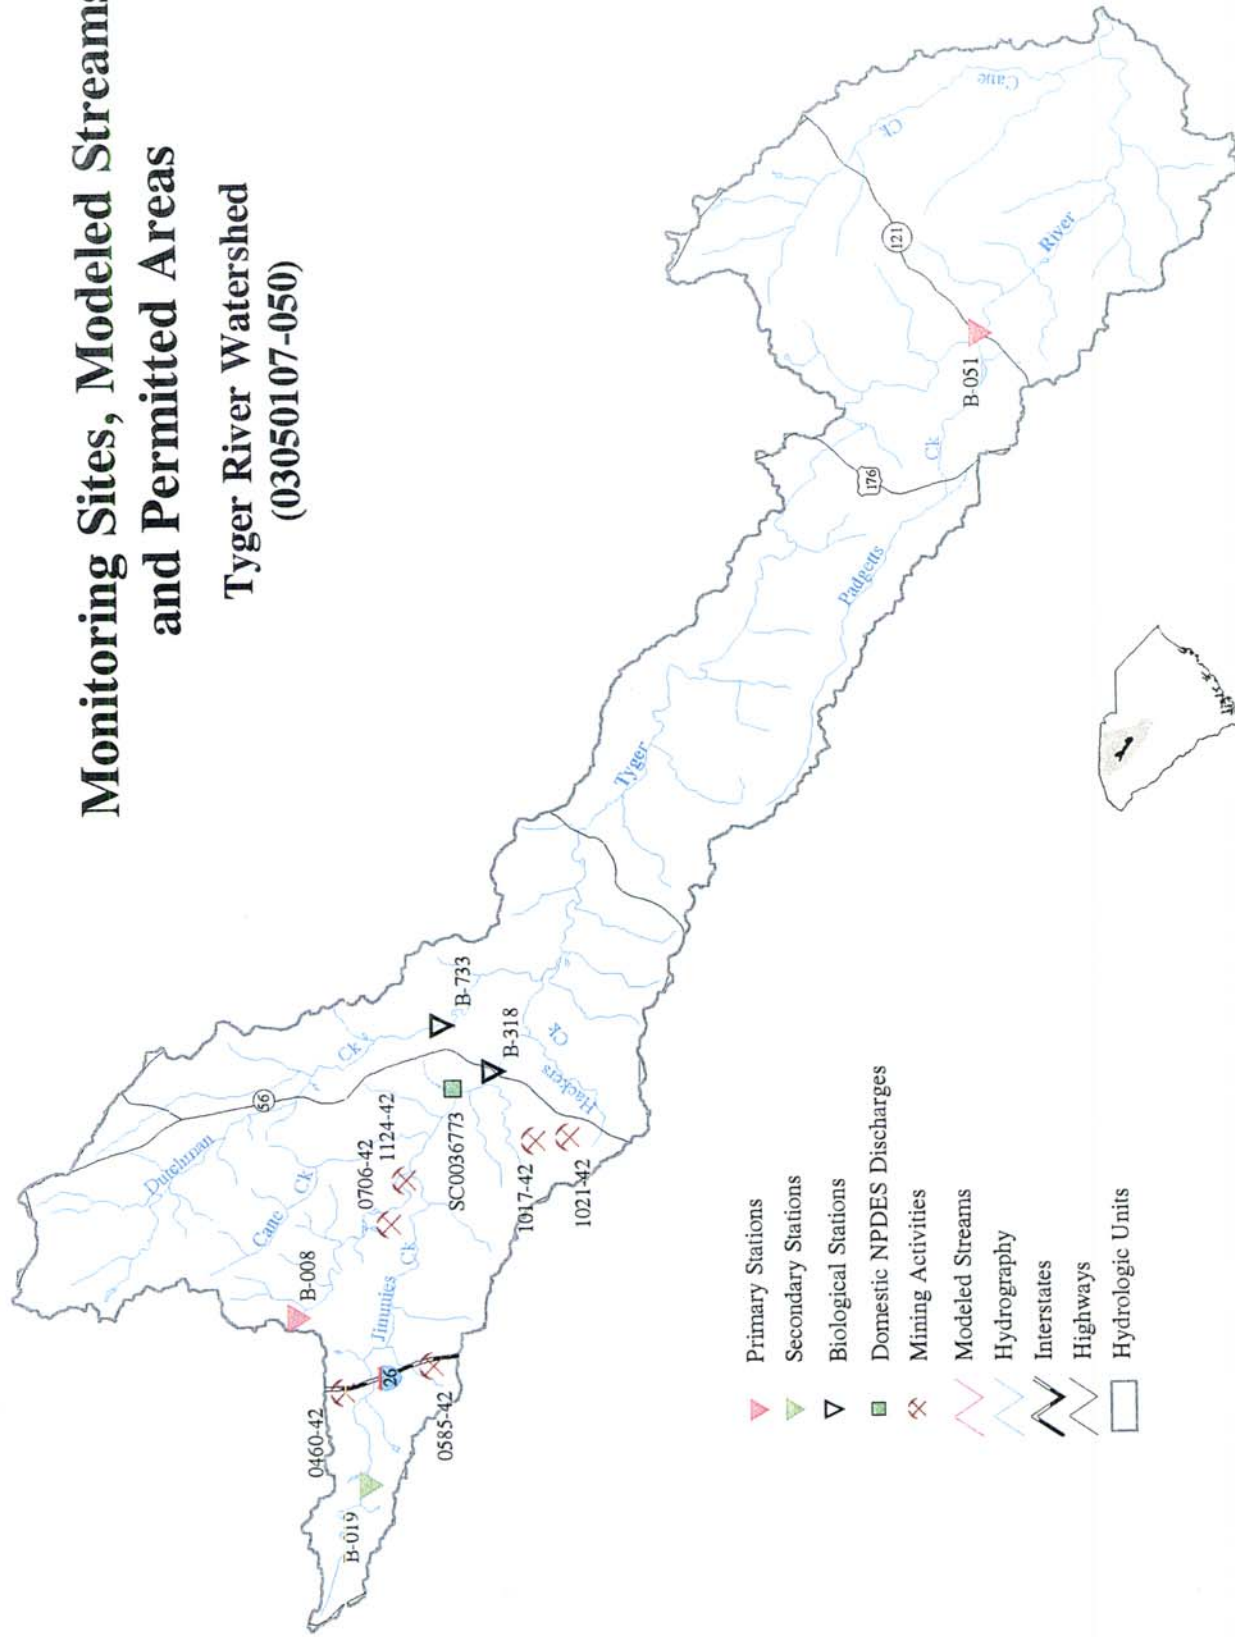 Monitoring Sites, Modeled Streams
and Permitted Areas
Tyger River Watershed
(03050107-050)
B-019
0460-42
26
0585-42
B-008
Jimmies
Ck
Cane
Ck
Dutchman
Ck
56
0706-42
1124-42
SC0036773
1017-42
1021-42
B-318
B-733
Hackers
Ck
Tyger
Padgetts
Ck
176
B-051
121
River
Ck
Cane
Primary Stations
Secondary Stations
Biological Stations
Domestic NPDES Discharges
Mining Activities
Modeled Streams
Hydrography
Interstates
Highways
Hydrologic Units